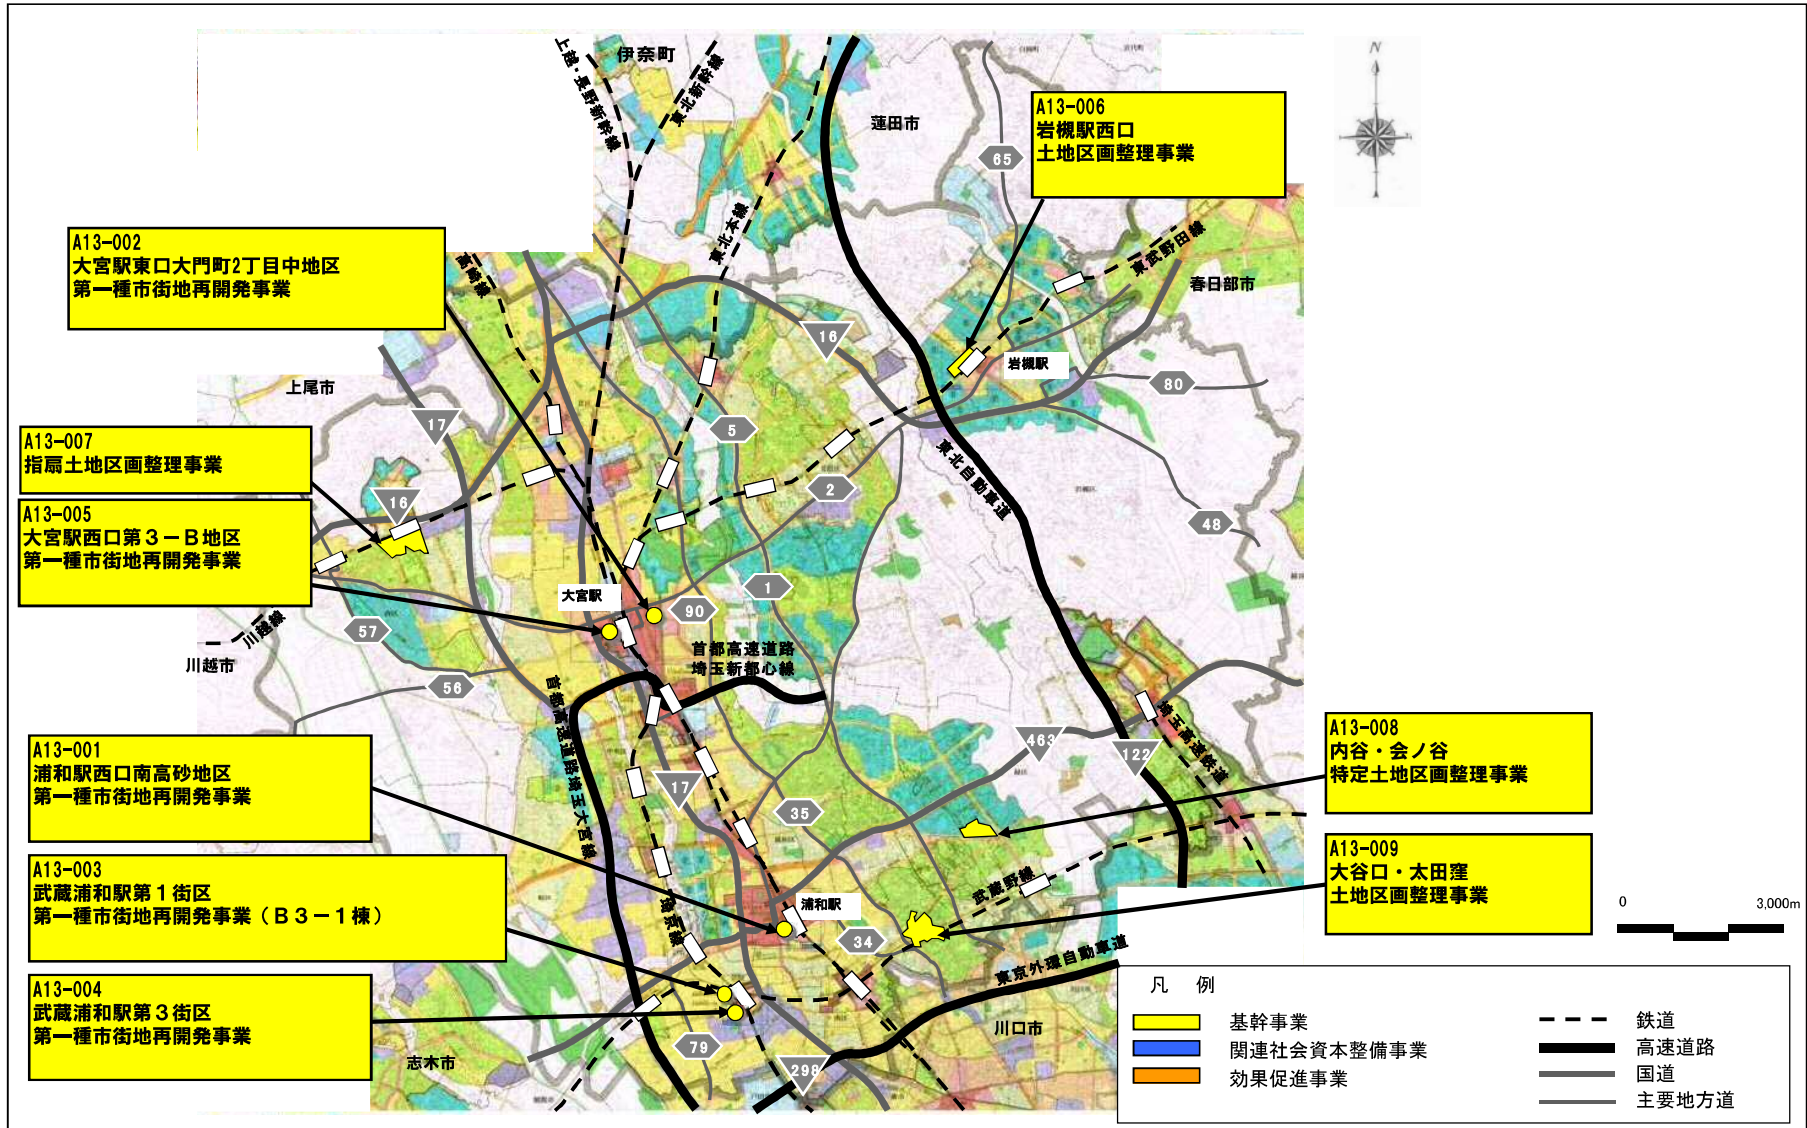 伊奈町
上越・長野新幹線
東北新幹線
蓮田市
N
A13-006
岩槻駅西口
土地区画整理事業
65
東北本線
高崎線
東武野田線
春日部市
A13-002
大宮駅東口大門町2丁目中地区
第一種市街地再開発事業
16
岩槻駅
80
上尾市
17
5
A13-007
指扇土地区画整理事業
16
2
東北自動車道
48
A13-005
大宮駅西口第３－Ｂ地区
第一種市街地再開発事業
大宮駅
1
90
57
川越線
川越市
首都高速道路
埼玉新都心線
56
首都高速道路埼玉大宮線
埼玉高速鉄道
463
122
A13-008
内谷・会ノ谷
特定土地区画整理事業
A13-001
浦和駅西口南高砂地区
第一種市街地再開発事業
17
35
A13-009
大谷口・太田窪
土地区画整理事業
A13-003
武蔵浦和駅第１街区
第一種市街地再開発事業（Ｂ３－１棟）
武蔵野線
浦和駅
埼京線
34
0
3,000m
東京外環自動車道
A13-004
武蔵浦和駅第３街区
第一種市街地再開発事業
川口市
志木市
79
298
凡　例
基幹事業
関連社会資本整備事業
効果促進事業
鉄道
高速道路
国道
主要地方道